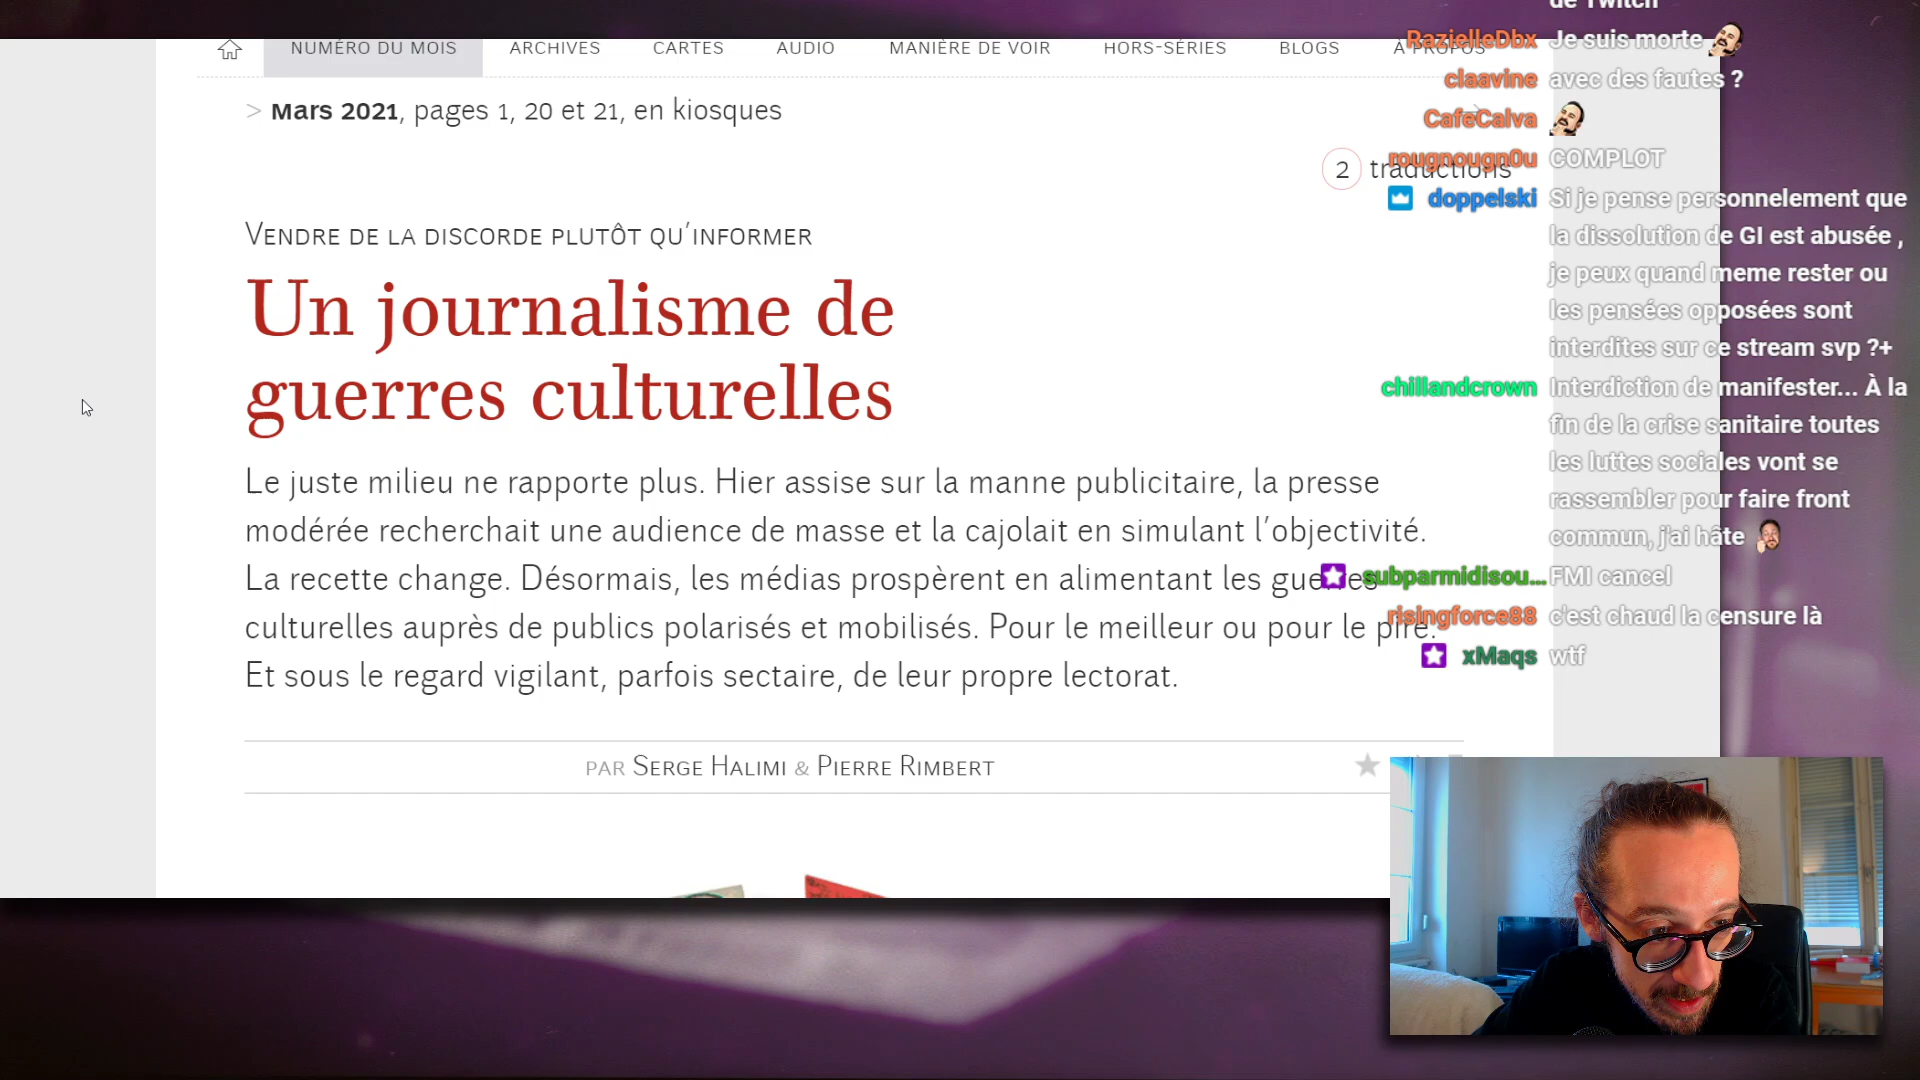 NUMÉRO DU MOIS ARCHIVES CARTES AUDIO MANIÈRE DE VOIR HORS-SÉRIES BLOGS À PROPOS
> Mars 2021, pages 1, 20 et 21, en kiosques
2 traductions
VENDRE DE LA DISCORDE PLUTÔT QU'INFORMER
Un journalisme de
guerres culturelles
Le juste milieu ne rapporte plus. Hier assise sur la manne publicitaire, la presse
modérée recherchait une audience de masse et la cajolait en simulant l'objectivité.
La recette change. Désormais, les médias prospèrent en alimentant les guerres
culturelles auprès de publics polarisés et mobilisés. Pour le meilleur ou pour le pire.
Et sous le regard vigilant, parfois sectaire, de leur propre lectorat.
PAR SERGE HALIMI & PIERRE RIMBERT
de Twitch
RazielleDbx Je suis morte
claavine avec des fautes ?
CafeCalva
rougnougn0u COMPLOT
doppelski Si je pense personnelement que
la dissolution de GI est abusée ,
je peux quand meme rester ou
les pensées opposées sont
interdites sur ce stream svp ?+
chillandcrown Interdiction de manifester... À la
fin de la crise sanitaire toutes
les luttes sociales vont se
rassembler pour faire front
commun, j'ai hâte
subparmidisou... FMI cancel
risingforce88 c'est chaud la censure là
xMaqs wtf